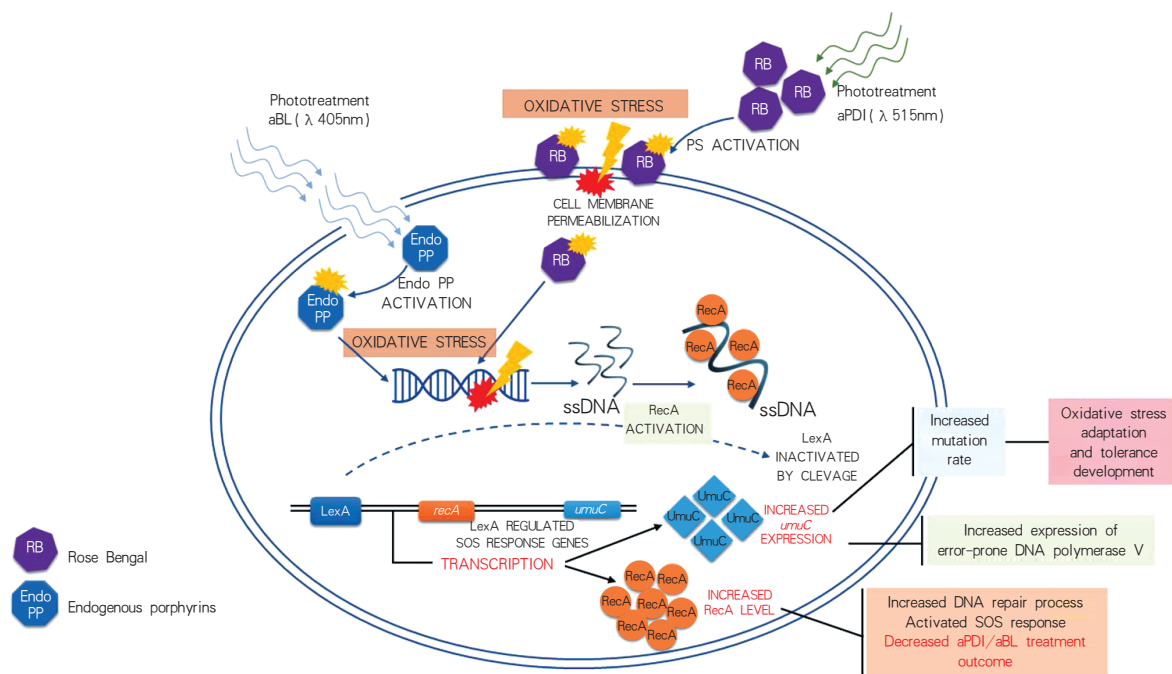 Phototreatment
aBL( λ 405nm)
OXIDATIVE STRESS
RB
RB
RB
Phototreatment
aPDI( λ 515nm)
PS ACTIVATION
RB
RB
CELL MEMBRANE
PERMEABILIZATION
Endo
PP
RB
Endo PP
ACTIVATION
Endo
PP
OXIDATIVE STRESS
ssDNA
RecA
RecA
RecA
RecA
ssDNA
RecA
ACTIVATION
LexA
INACTIVATED
BY CLEVAGE
Increased
mutation
rate
Oxidative stress
adaptation
and tolerance
development
LexA
recA
umuC
LexA REGULATED
SOS RESPONSE GENES
TRANSCRIPTION
UmuC
UmuC
UmuC
UmuC
INCREASED
umuC
EXPRESSION
Increased expression of
error-prone DNA polymerase V
RecA
RecA
RecA
RecA
RecA
RecA
RecA
INCREASED
RecA LEVEL
Increased DNA repair process
Activated SOS response
Decreased aPDI/aBL treatment
outcome
RB
Rose Bengal
Endo
PP
Endogenous porphyrins